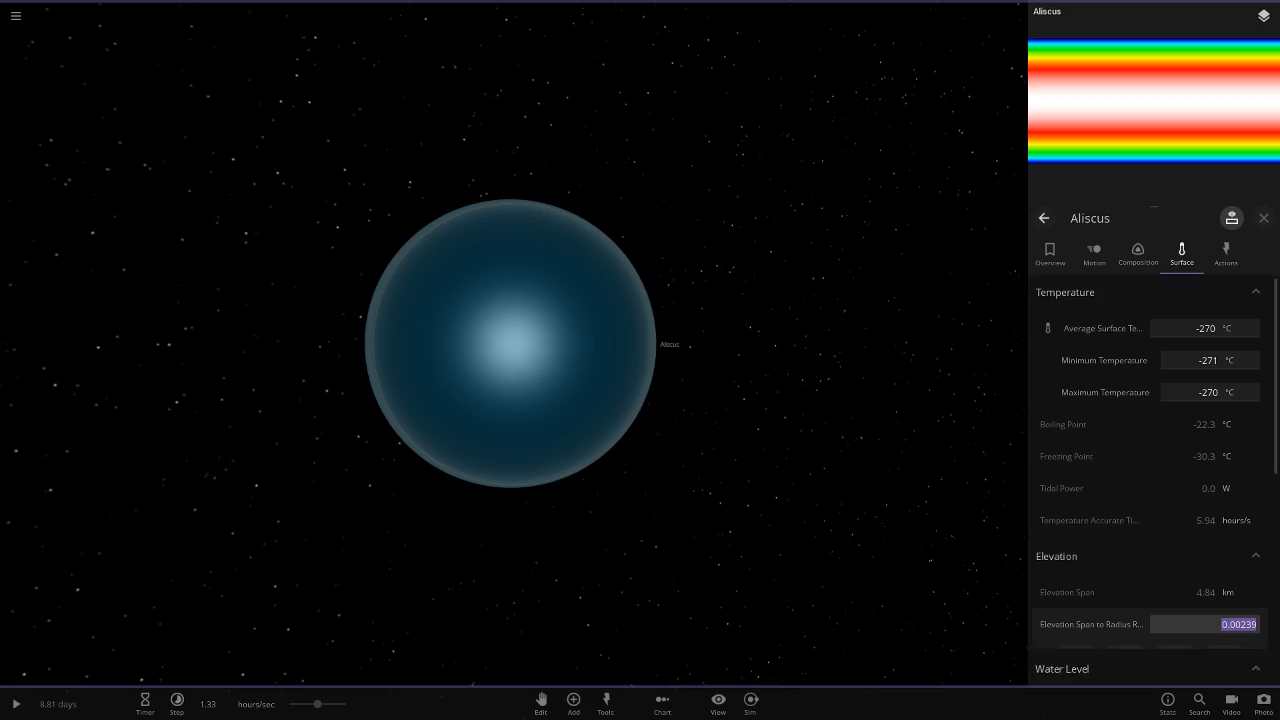 Aliscus
Aliscus
Aliscus
Overview
Motion
Composition
Surface
Actions
Temperature
Average Surface Te... -270 °C
Minimum Temperature -271 °C
Maximum Temperature -270 °C
Boiling Point -22.3 °C
Freezing Point -30.3 °C
Tidal Power 0.0 W
Temperature Accurate Ti... 5.94 hours/s
Elevation
Elevation Span 4.84 km
Elevation Span to Radius R... 0.00239
Water Level
8.81 days
Timer
Step
1.33 hours/sec
Edit
Add
Tools
Chart
View
Sim
Stats
Search
Video
Photo